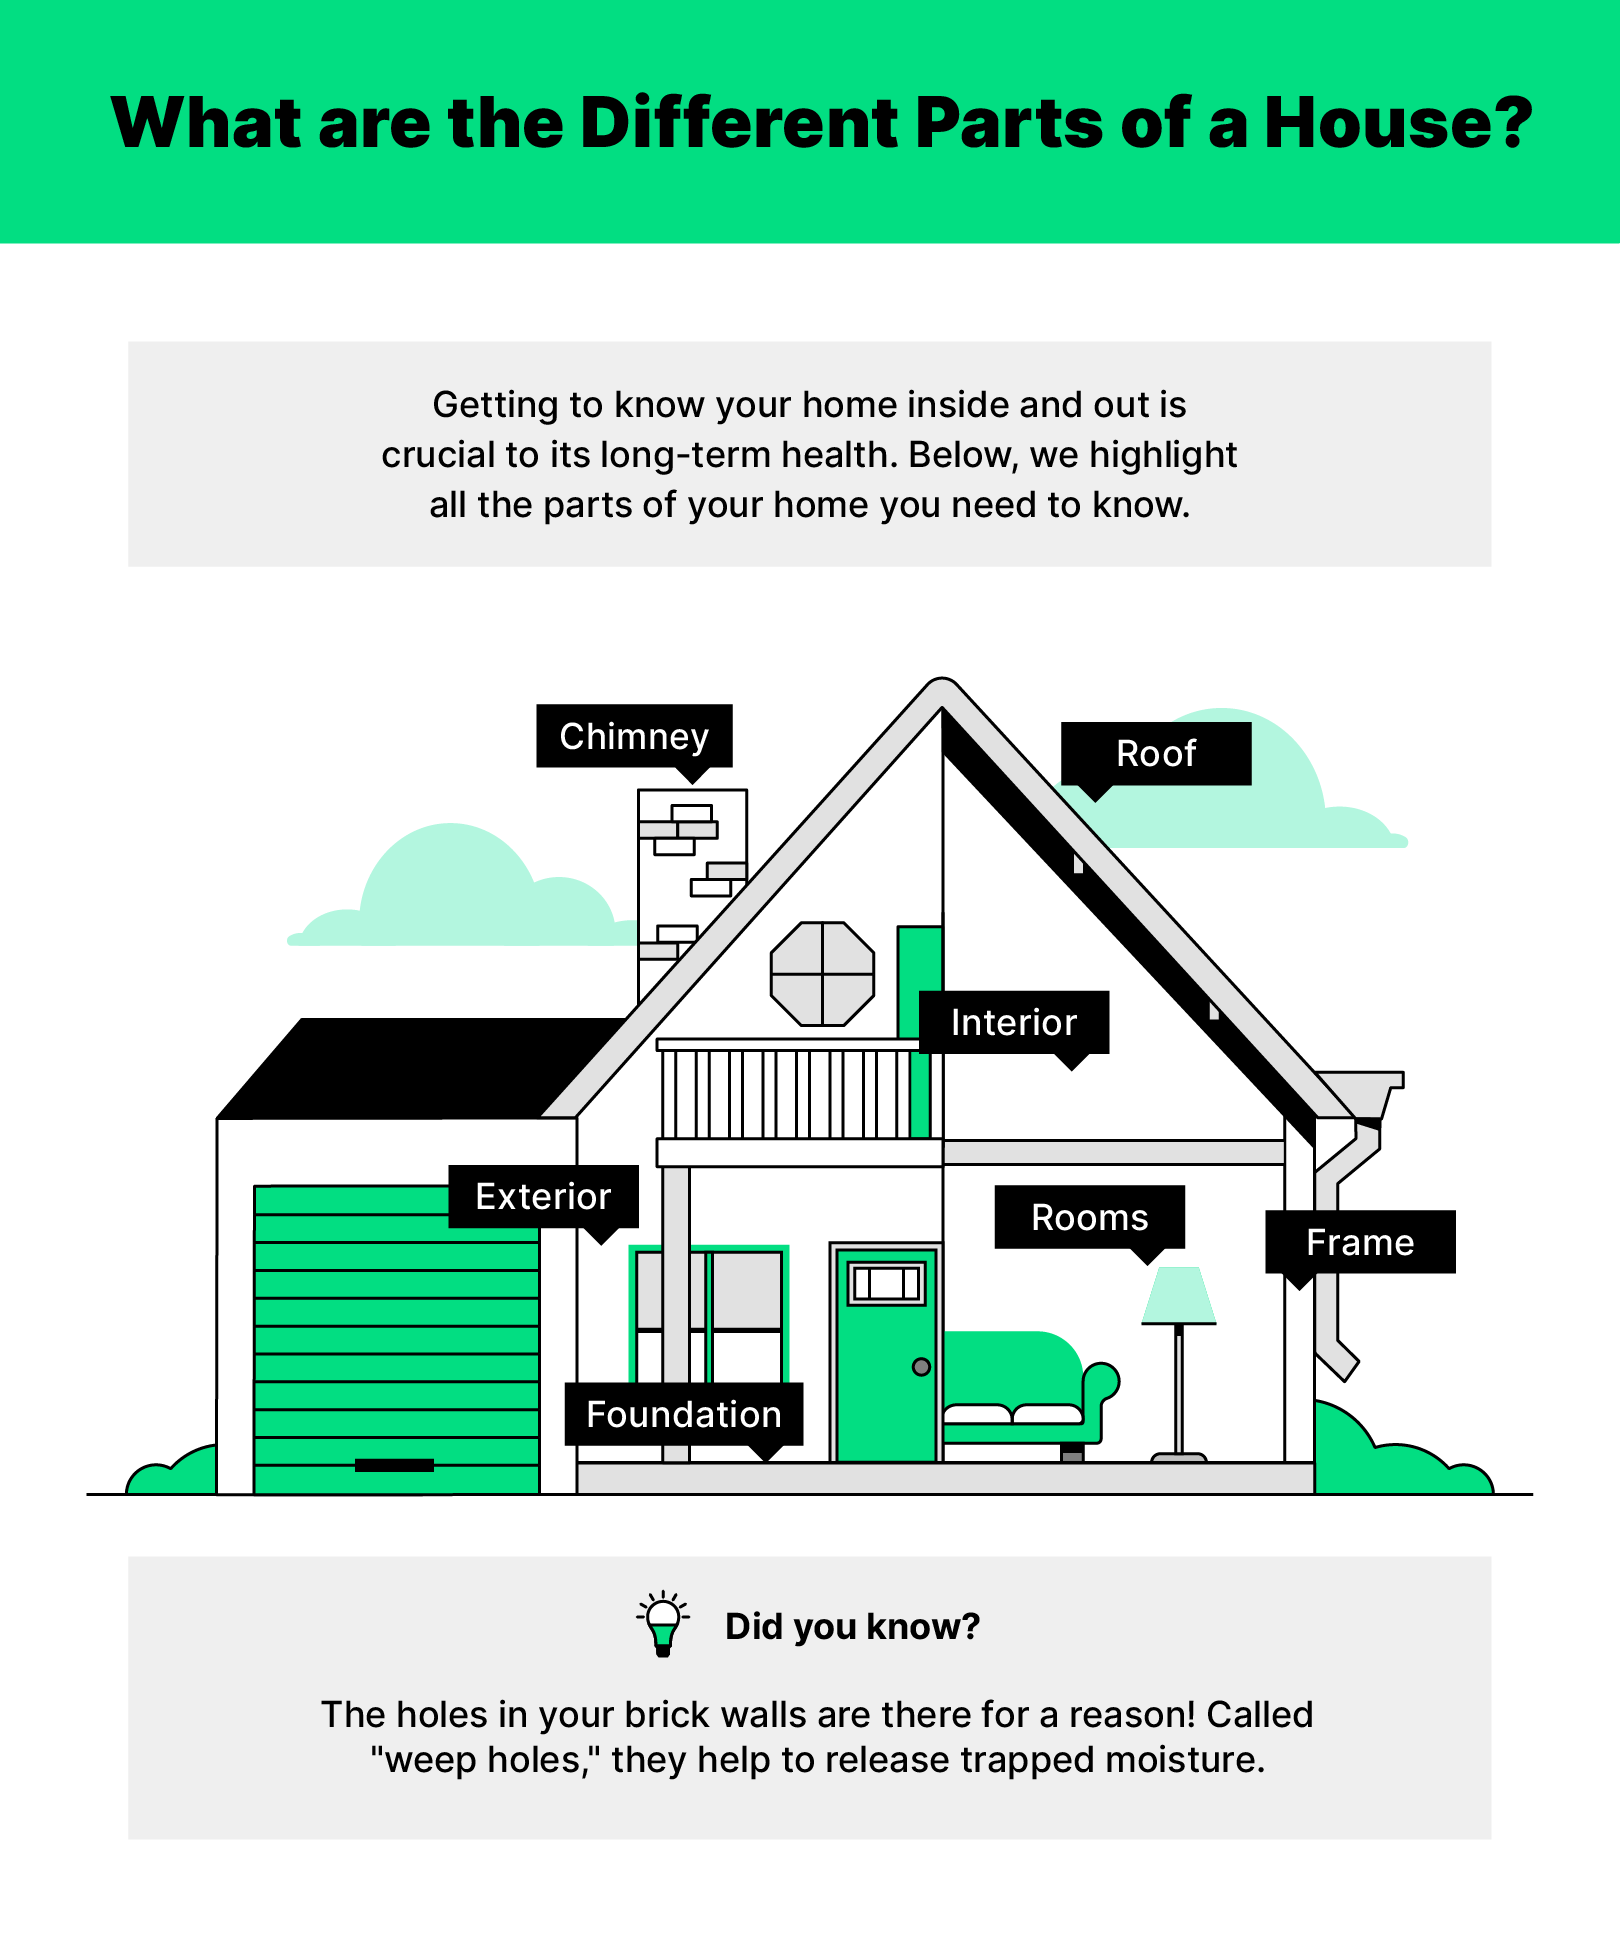 What are the Different Parts of a House?
Getting to know your home inside and out is
crucial to its long-term health. Below, we highlight
all the parts of your home you need to know.
Chimney
Roof
Interior
Exterior
Rooms
Frame
Foundation
Did you know?
The holes in your brick walls are there for a reason! Called
"weep holes," they help to release trapped moisture.